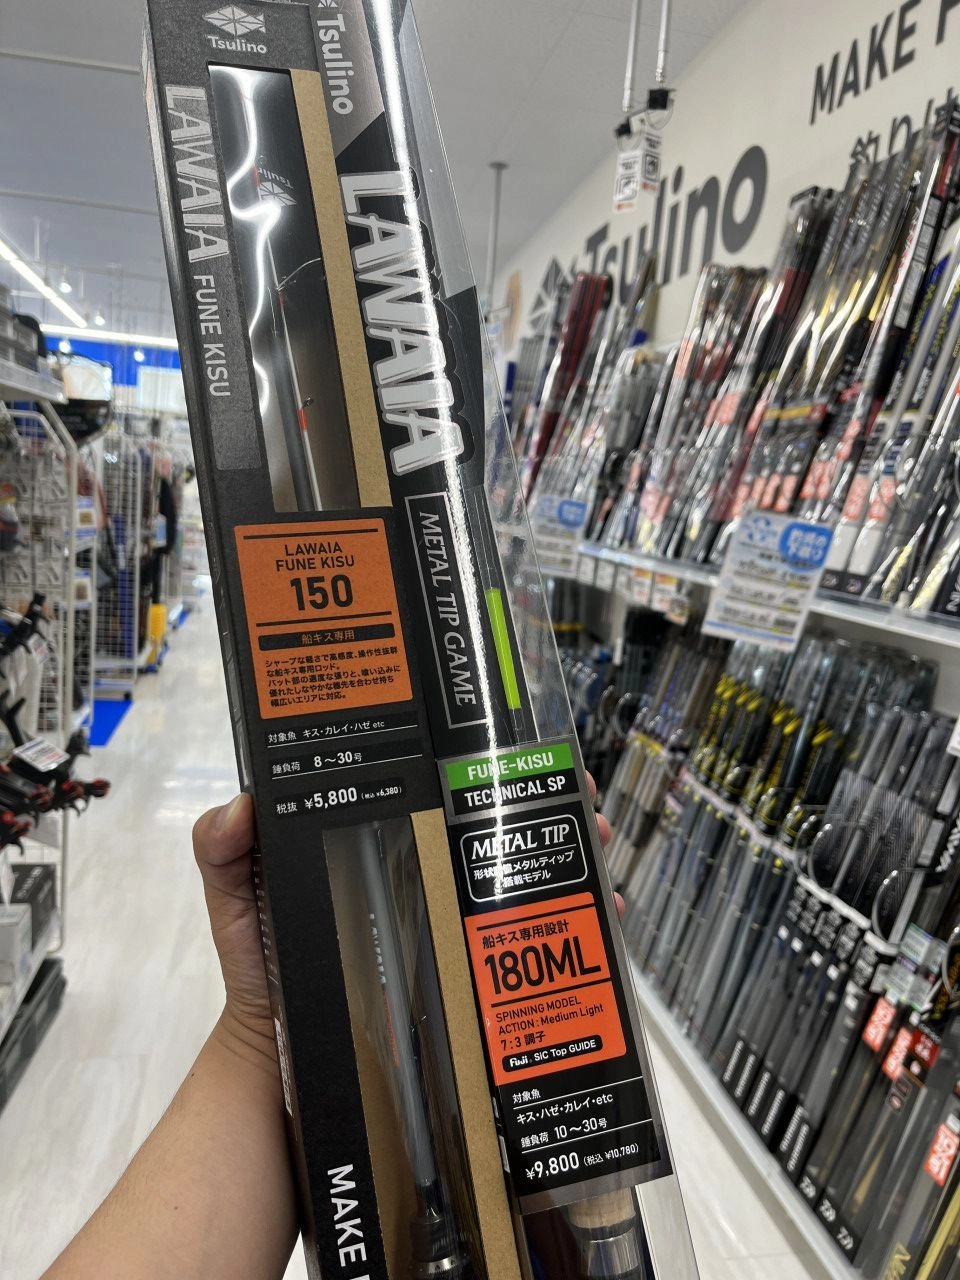 Tsulino
LAWAIA FUNE KISU
LAWAIA
FUNE KISU
150
船キス専用
シャープな軽さで高感度、操作性抜群
な船キス専用ロッド。
バット部の適度な張りと、喰い込みに
優れたしなやかな穂先を合わせ持ち
幅広いエリアに対応。
対象魚 キス・カレイ・ハゼ etc
錘負荷 8〜30号
税抜 ¥5,800 (税込 ¥6,380)
MAKE
Tsulino
LAWAIA
METAL TIP GAME
FUNE-KISU
TECHNICAL SP
METAL TIP
形状記憶メタルティップ
搭載モデル
船キス専用設計
180ML
SPINNING MODEL
ACTION : Medium Light
7:3 調子
Fuji SiC Top GUIDE
対象魚
キス・ハゼ・カレイ・etc
錘負荷 10〜30号
¥9,800 (税込 ¥10,780)
MAKE F
Tsulino